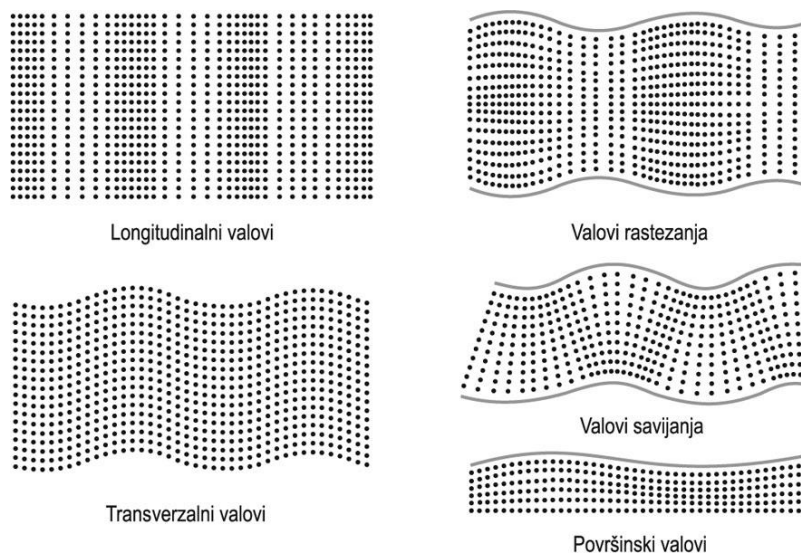 Longitudinalni valovi
Valovi rastezanja
Transverzalni valovi
Valovi savijanja
Površinski valovi